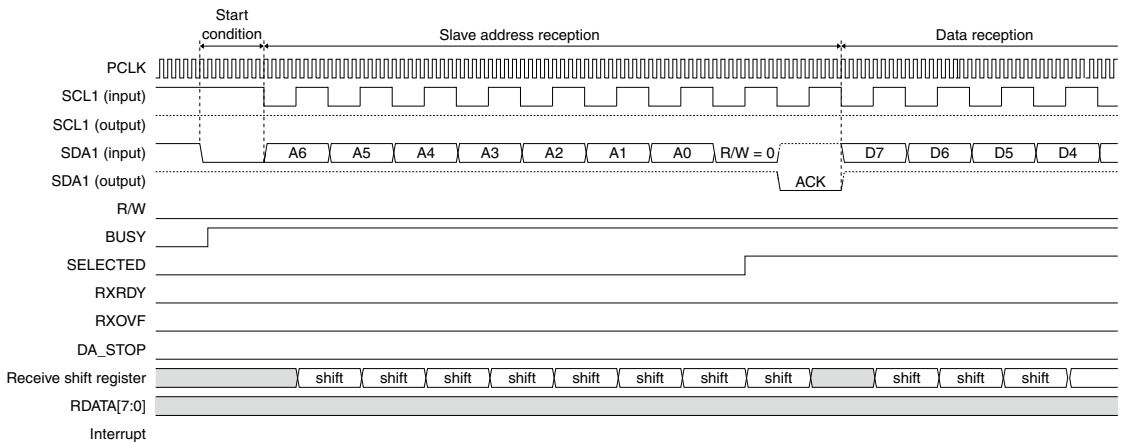 Start
condition
Slave address reception
Data reception
PCLK
SCL1 (input)
SCL1 (output)
SDA1 (input) A6 A5 A4 A3 A2 A1 A0 R/W = 0 D7 D6 D5 D4
SDA1 (output) ACK
R/W
BUSY
SELECTED
RXRDY
RXOVF
DA_STOP
Receive shift register shift shift shift shift shift shift shift shift shift shift shift
RDATA[7:0]
Interrupt